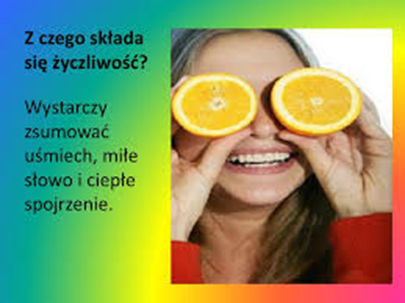 Z czego składa
się życzliwość?
Wystarczy
zsumować
uśmiech, miłe
słowo i ciepłe
spojrzenie.